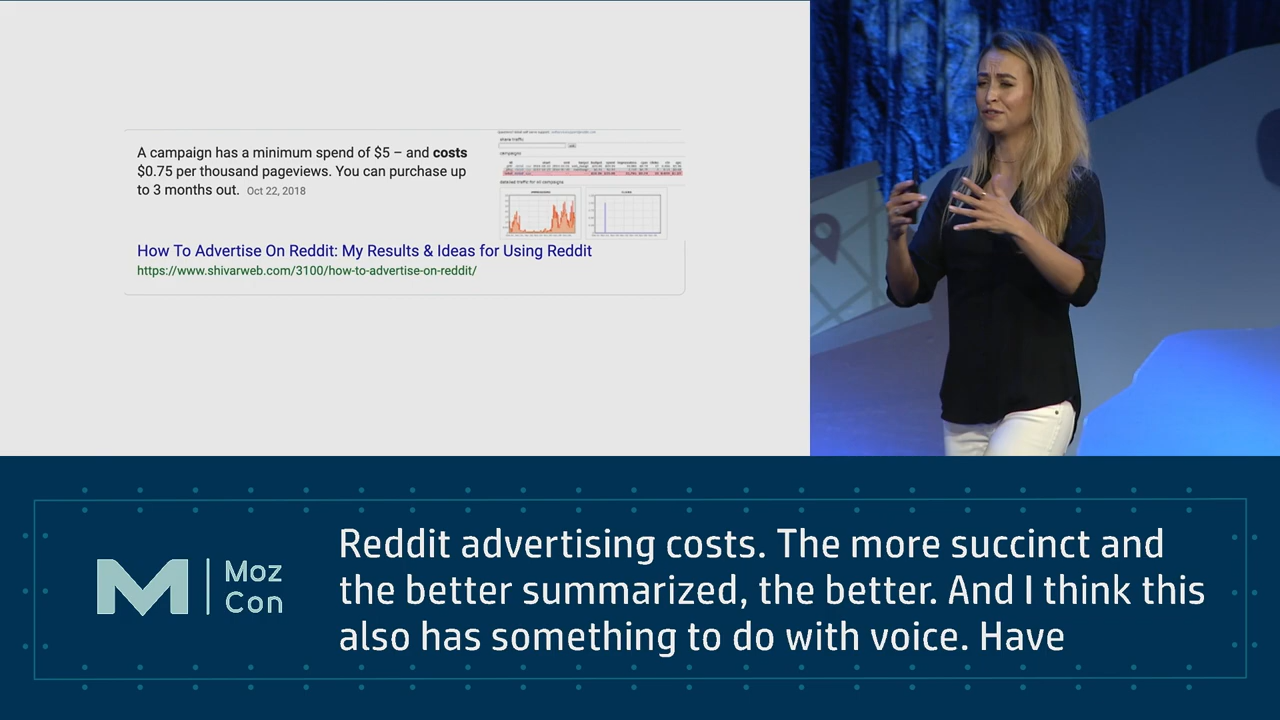 A campaign has a minimum spend of $5 – and costs
$0.75 per thousand pageviews. You can purchase up
to 3 months out. Oct 22, 2018
How To Advertise On Reddit: My Results & Ideas for Using Reddit
https://www.shivarweb.com/3100/how-to-advertise-on-reddit/
Moz
Con
Reddit advertising costs. The more succinct and
the better summarized, the better. And I think this
also has something to do with voice. Have